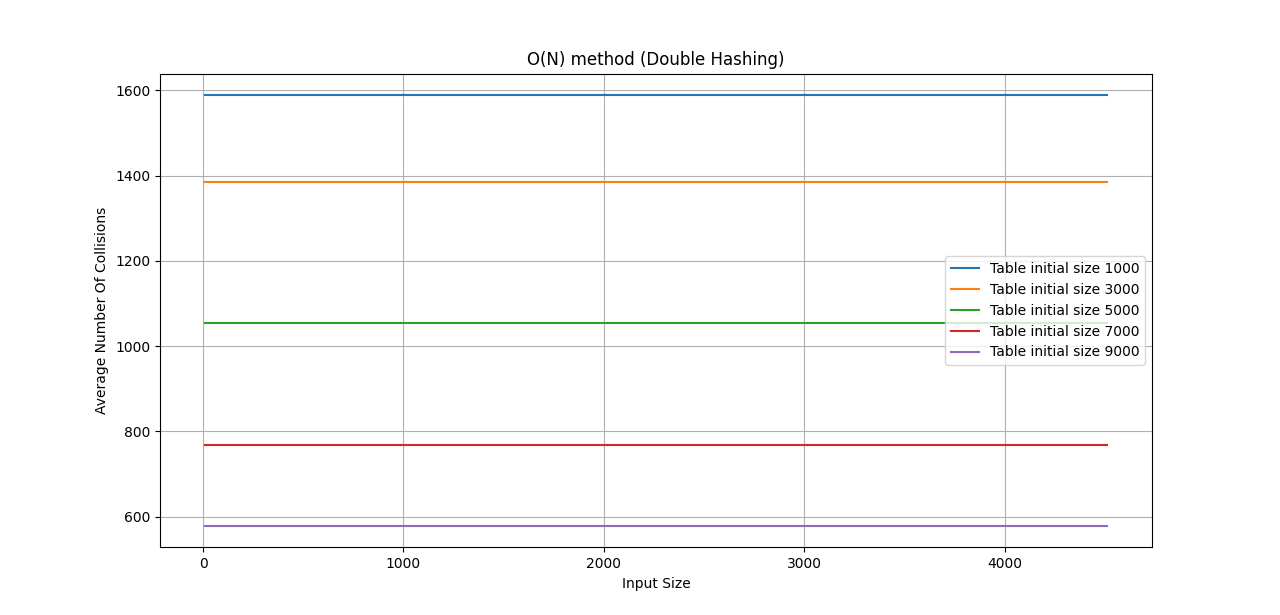 O(N) method (Double Hashing)
1600
1400
1200
1000
800
600
Average Number Of Collisions
Table initial size 1000
Table initial size 3000
Table initial size 5000
Table initial size 7000
Table initial size 9000
0 1000 2000 3000 4000
Input Size